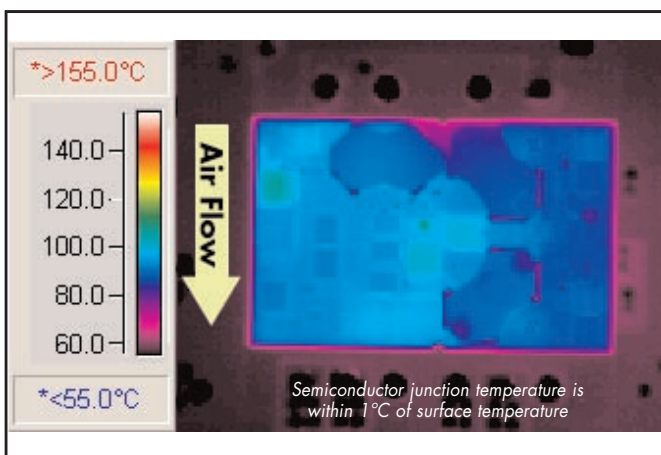 *>155.0°C
140.0
120.0
100.0
80.0
60.0
*<55.0°C
Air Flow
Semiconductor junction temperature is
within 1°C of surface temperature